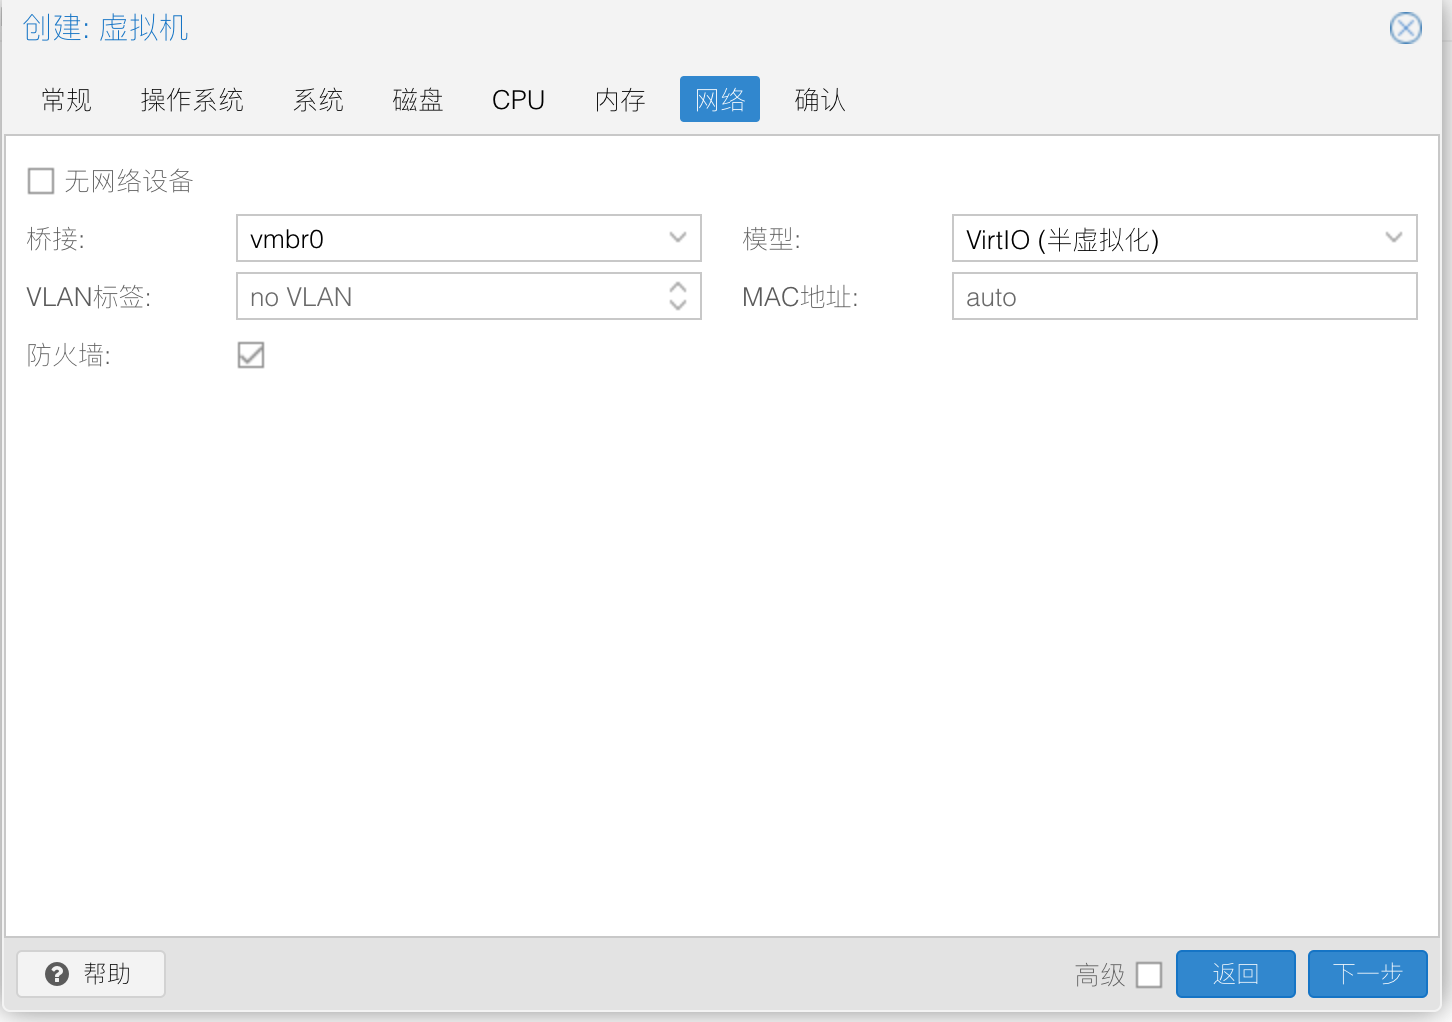 创建: 虚拟机
常规 操作系统 系统 磁盘 CPU 内存 网络 确认
无网络设备
桥接: vmbr0 模型: VirtIO (半虚拟化)
VLAN标签: no VLAN MAC地址: auto
防火墙:
帮助 高级 返回 下一步